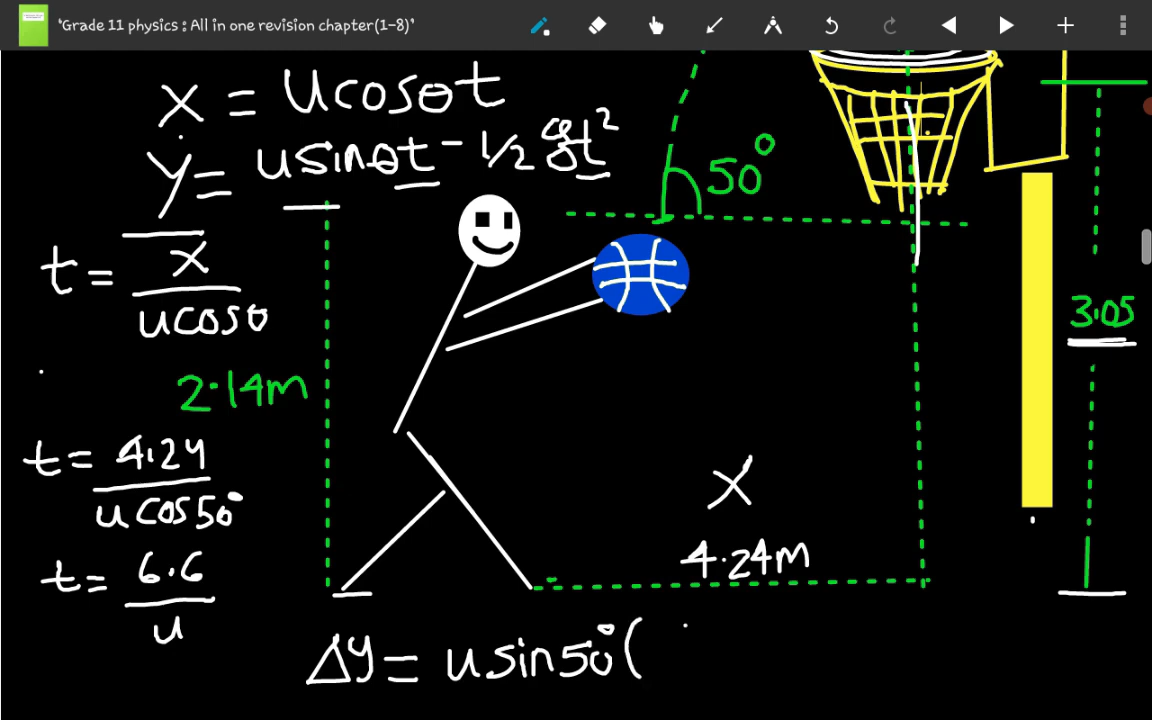 'Grade 11 physics : All in one revision chapter(1-8)'
x = ucosθt
y = usinθt - 1/2 gt²
50°
t = x / ucosθ
3.05
2.14m
t = 4.24 / ucos50°
x
4.24m
t = 6.6 / u
Δy = usin50°(